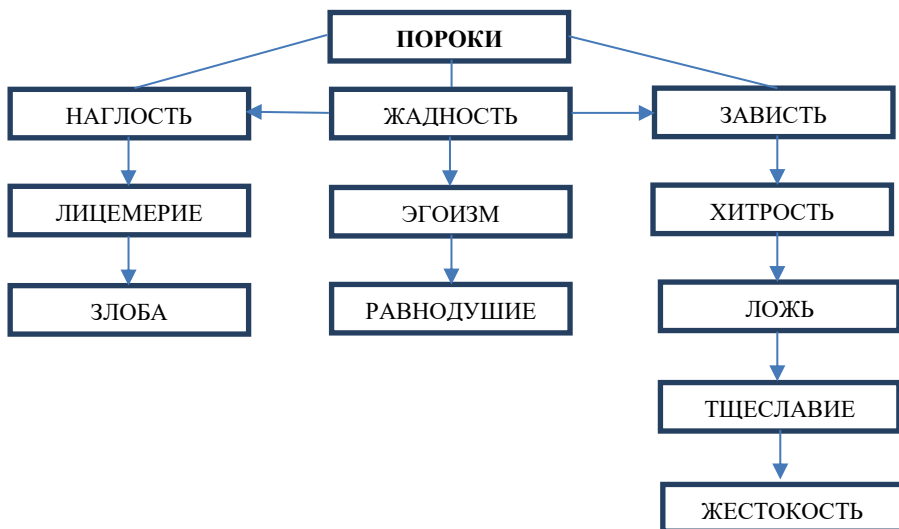 ПОРОКИ
НАГЛОСТЬ
ЖАДНОСТЬ
ЗАВИСТЬ
ЛИЦЕМЕРИЕ
ЭГОИЗМ
ХИТРОСТЬ
ЗЛОБА
РАВНОДУШИЕ
ЛОЖЬ
ТЩЕСЛАВИЕ
ЖЕСТОКОСТЬ